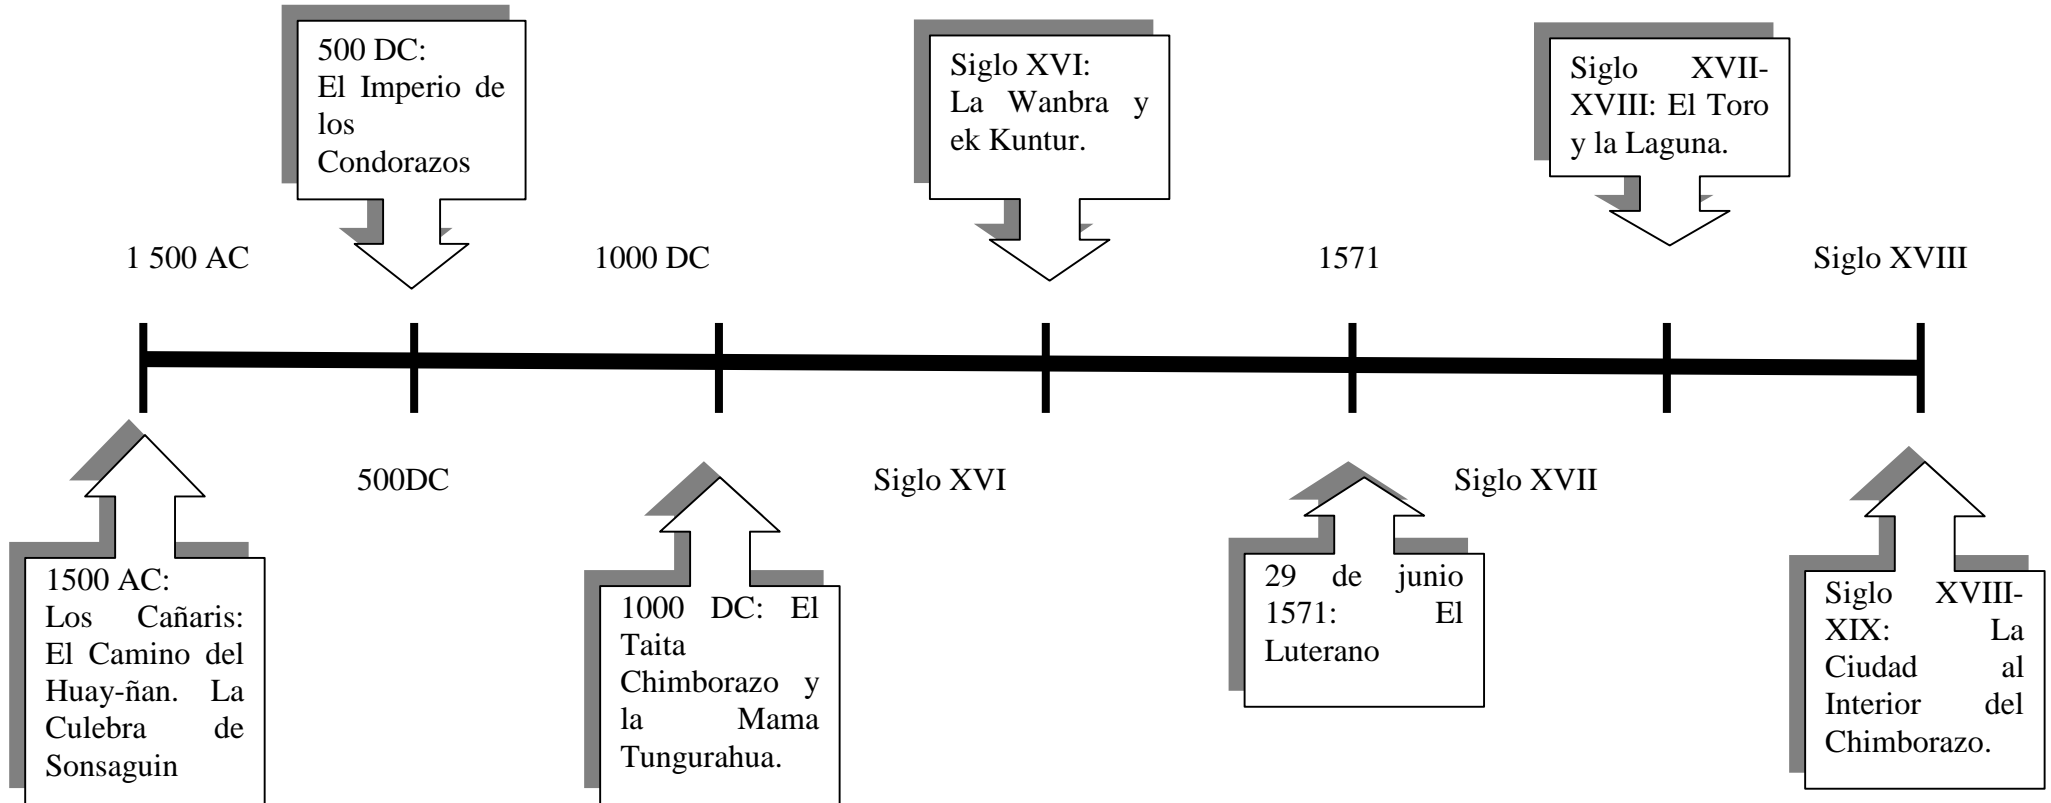 500 DC:
El Imperio de
los
Condorazos
Siglo XVI:
La Wanbra y
ek Kuntur.
Siglo XVII-
XVIII: El Toro
y la Laguna.
1 500 AC
1000 DC
1571
Siglo XVIII
500DC
Siglo XVI
Siglo XVII
1500 AC:
Los Cañaris:
El Camino del
Huay-ñan. La
Culebra de
Sonsaguin
1000 DC: El
Taita
Chimborazo y
la Mama
Tungurahua.
29 de junio
1571: El
Luterano
Siglo XVIII-
XIX: La
Ciudad al
Interior del
Chimborazo.